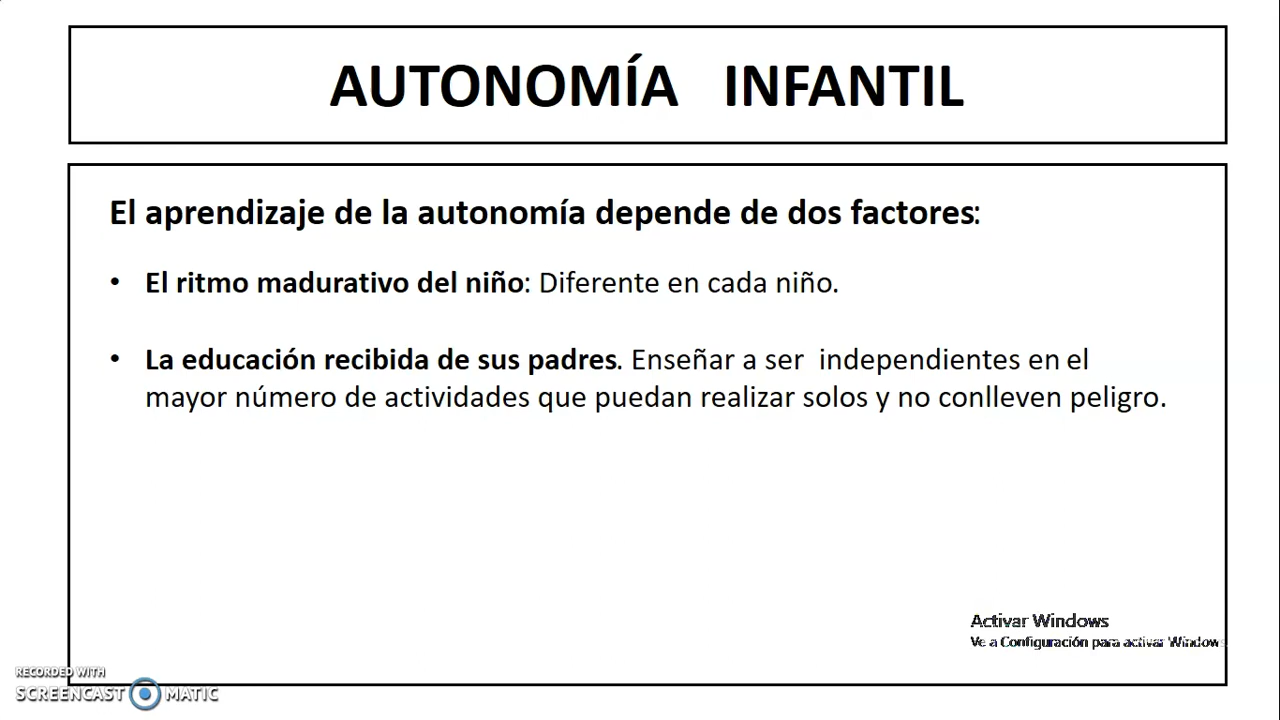 AUTONOMÍA INFANTIL
El aprendizaje de la autonomía depende de dos factores:
• El ritmo madurativo del niño: Diferente en cada niño.
• La educación recibida de sus padres. Enseñar a ser independientes en el
mayor número de actividades que puedan realizar solos y no conlleven peligro.
Activar Windows
Ve a Configuración para activar Windows
RECORDED WITH
SCREENCAST MATIC